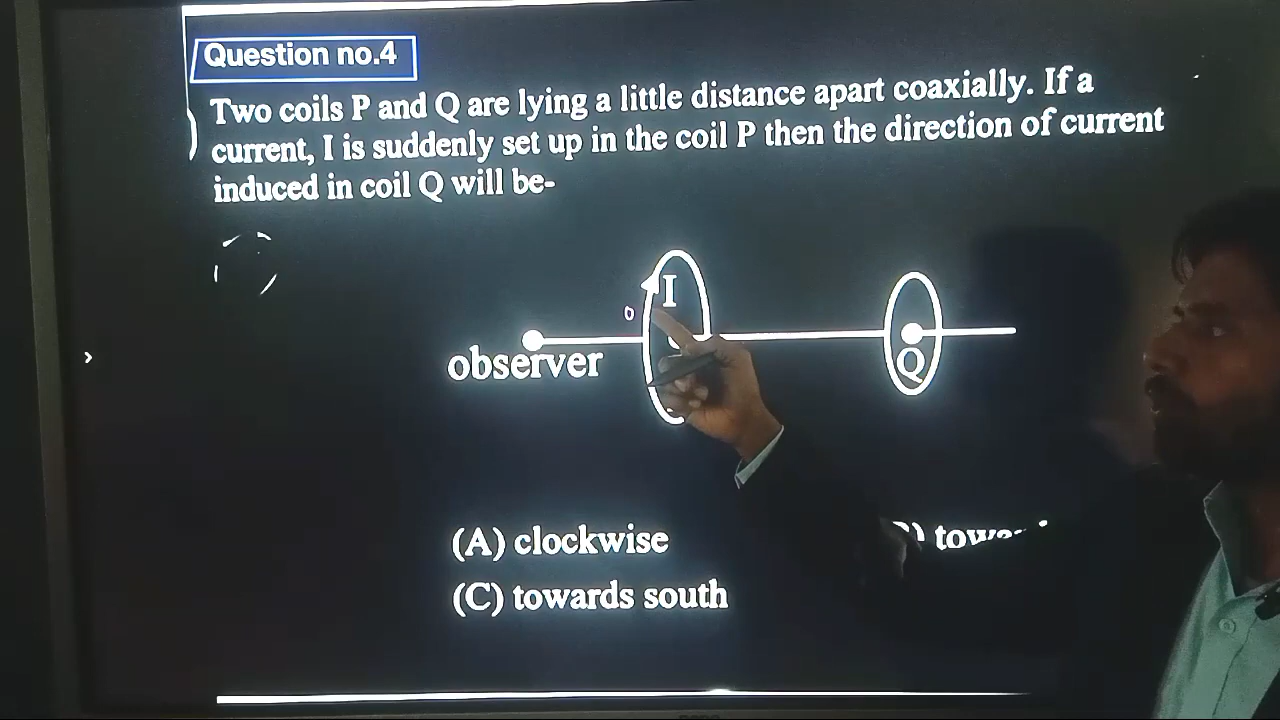 Question no.4
Two coils P and Q are lying a little distance apart coaxially. If a
current, I is suddenly set up in the coil P then the direction of current
induced in coil Q will be-
I
observer
Q
(A) clockwise
(C) towards south